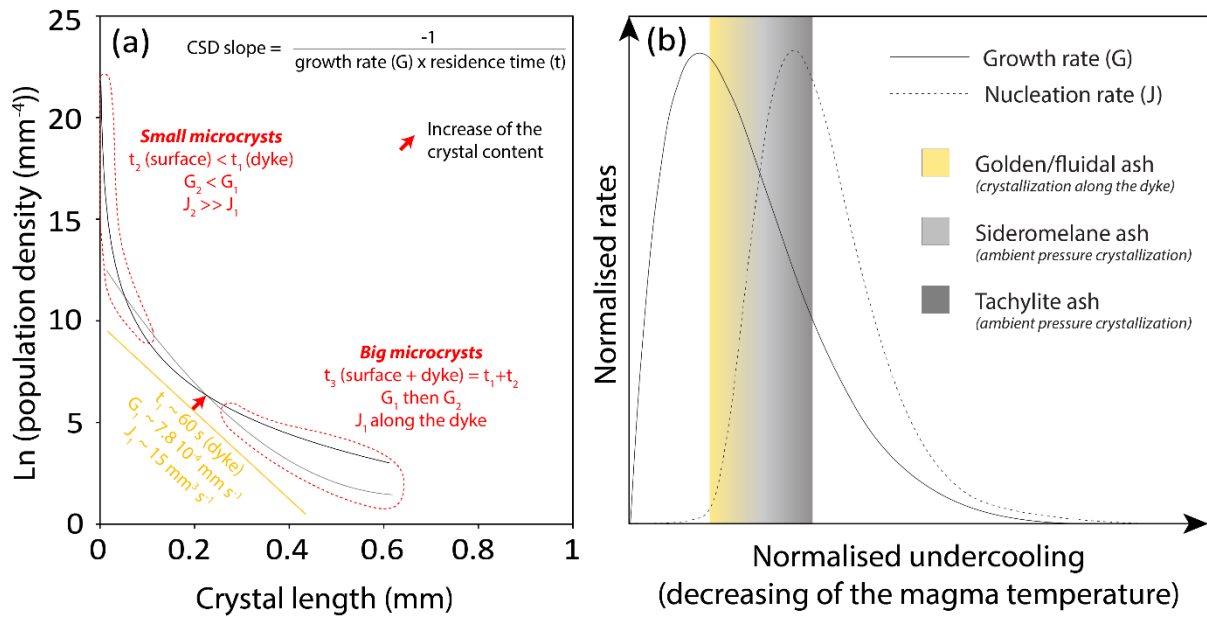 (a)
CSD slope = -1
growth rate (G) x residence time (t)
Ln (population density (mm⁻⁴))
25
20
15
10
5
0
Small microcrysts
t₂ (surface) < t₁ (dyke)
G₂ < G₁
J₂ >> J₁
Increase of the
crystal content
Big microcrysts
t₃ (surface + dyke) = t₁+t₂
G₁ then G₂
J₁ along the dyke
t₁ ~ 60 s (dyke)
G₁ ~ 7.8 10⁻⁴ mm s⁻¹
J₁ ~ 15 mm³ s⁻¹
0
0.2
0.4
0.6
0.8
1
Crystal length (mm)
(b)
Growth rate (G)
Nucleation rate (J)
Golden/fluidal ash
(crystallization along the dyke)
Sideromelane ash
(ambient pressure crystallization)
Tachylite ash
(ambient pressure crystallization)
Normalised rates
Normalised undercooling
(decreasing of the magma temperature)